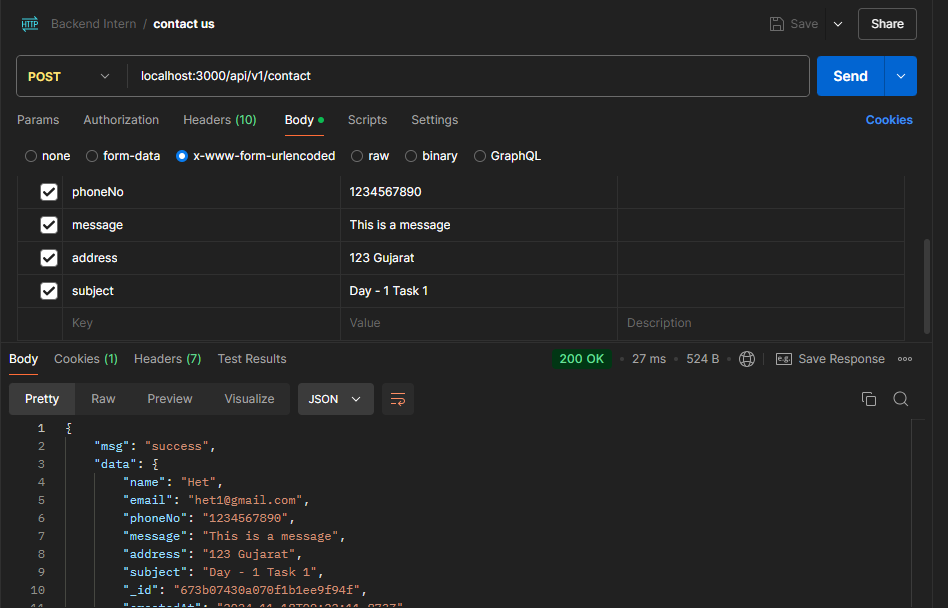 HTTP Backend Intern / contact us Save Share
POST localhost:3000/api/v1/contact Send
Params Authorization Headers (10) Body Scripts Settings Cookies
none form-data x-www-form-urlencoded raw binary GraphQL
phoneNo 1234567890
message This is a message
address 123 Gujarat
subject Day - 1 Task 1
Key Value Description
Body Cookies (1) Headers (7) Test Results 200 OK 27 ms 524 B e.g. Save Response
Pretty Raw Preview Visualize JSON
1 {
2 "msg": "success",
3 "data": {
4 "name": "Het",
5 "email": "het1@gmail.com",
6 "phoneNo": "1234567890",
7 "message": "This is a message",
8 "address": "123 Gujarat",
9 "subject": "Day - 1 Task 1",
10 "_id": "673b07430a070f1b1ee9f94f",